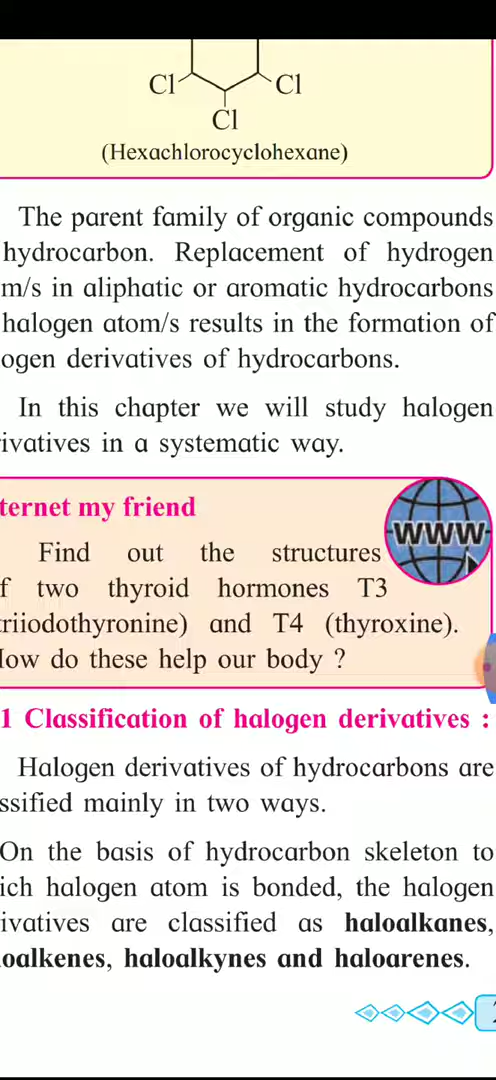 Cl Cl
Cl
(Hexachlorocyclohexane)
The parent family of organic compounds
hydrocarbon. Replacement of hydrogen
m/s in aliphatic or aromatic hydrocarbons
halogen atom/s results in the formation of
ogen derivatives of hydrocarbons.
In this chapter we will study halogen
ivatives in a systematic way.
ternet my friend
WWW
Find out the structures
f two thyroid hormones T3
triiodothyronine) and T4 (thyroxine).
How do these help our body ?
1 Classification of halogen derivatives :
Halogen derivatives of hydrocarbons are
ssified mainly in two ways.
On the basis of hydrocarbon skeleton to
ich halogen atom is bonded, the halogen
ivatives are classified as haloalkanes,
loalkenes, haloalkynes and haloarenes.